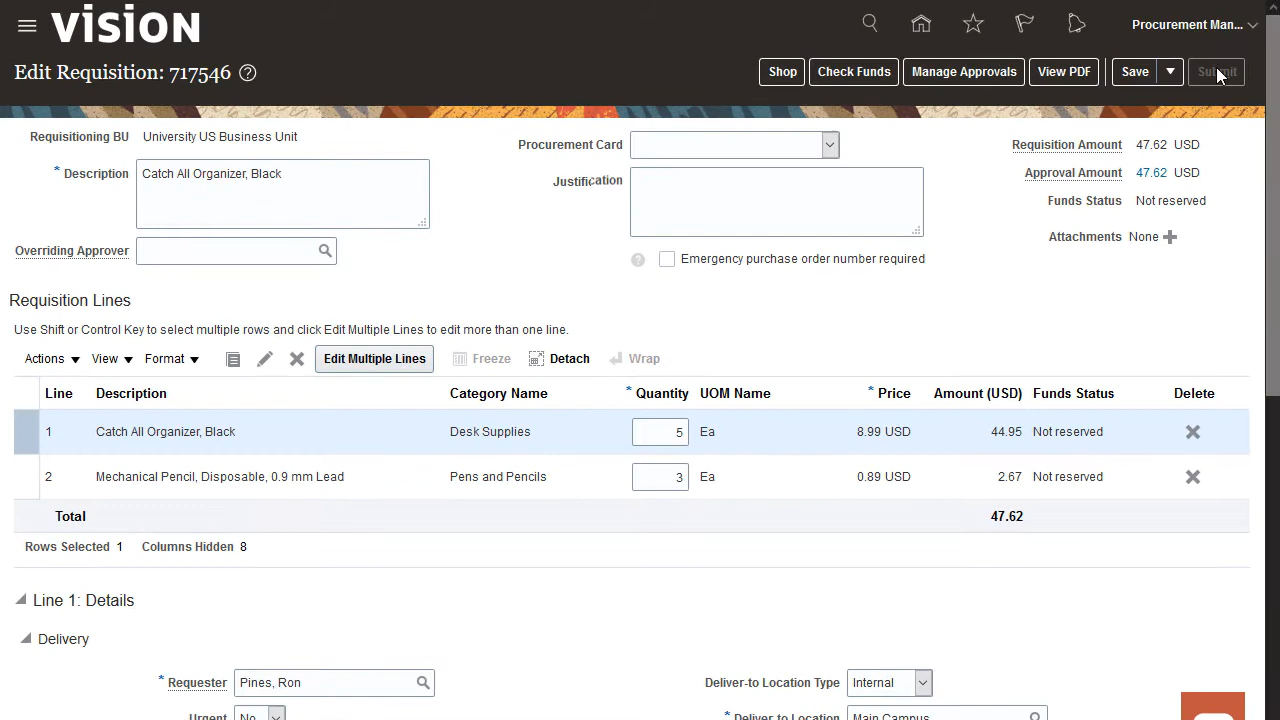 vision
Procurement Man...
Edit Requisition: 717546 ?
Shop Check Funds Manage Approvals View PDF Save Submit
Requisitioning BU University US Business Unit
* Description Catch All Organizer, Black
Overriding Approver
Procurement Card
Justification
? Emergency purchase order number required
Requisition Amount 47.62 USD
Approval Amount 47.62 USD
Funds Status Not reserved
Attachments None
Requisition Lines
Use Shift or Control Key to select multiple rows and click Edit Multiple Lines to edit more than one line.
Actions View Format Edit Multiple Lines Freeze Detach Wrap
Line Description Category Name * Quantity UOM Name * Price Amount (USD) Funds Status Delete
1 Catch All Organizer, Black Desk Supplies 5 Ea 8.99 USD 44.95 Not reserved
2 Mechanical Pencil, Disposable, 0.9 mm Lead Pens and Pencils 3 Ea 0.89 USD 2.67 Not reserved
Total 47.62
Rows Selected 1 Columns Hidden 8
Line 1: Details
Delivery
* Requester Pines, Ron Deliver-to Location Type Internal
Urgent No * Deliver to Location Main Campus